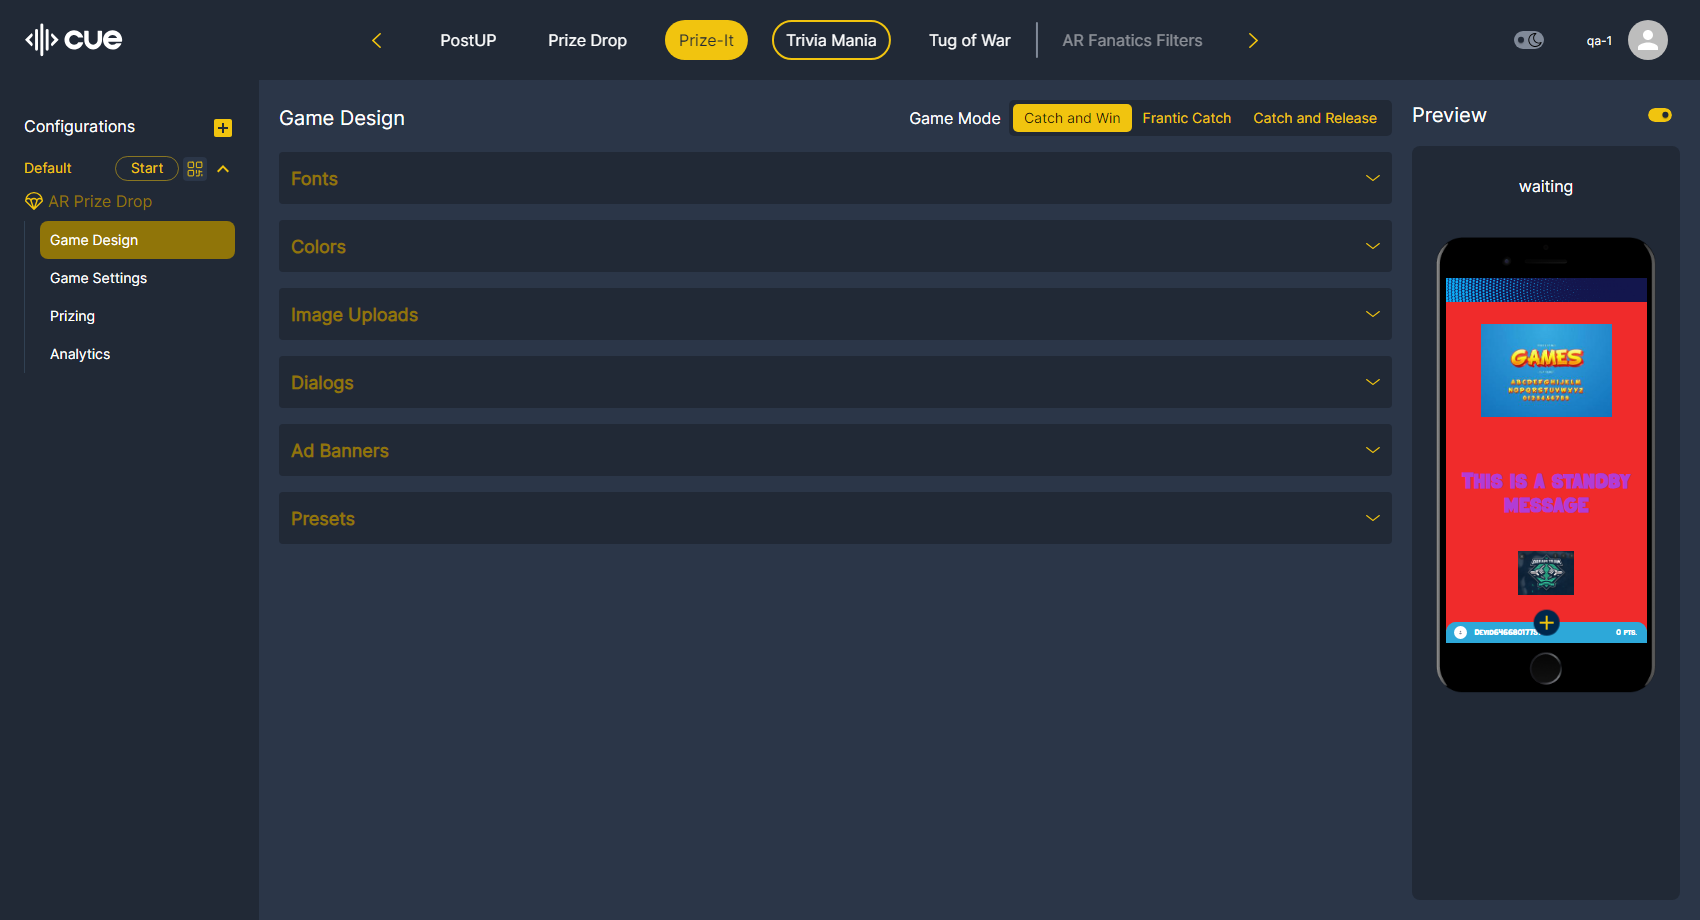 cue
PostUP
Prize Drop
Prize-It
Trivia Mania
Tug of War
AR Fanatics Filters
qa-1
Configurations
Default
Start
AR Prize Drop
Game Design
Game Settings
Prizing
Analytics
Game Design
Game Mode
Catch and Win
Frantic Catch
Catch and Release
Fonts
Colors
Image Uploads
Dialogs
Ad Banners
Presets
Preview
waiting
GAMES
ABCDEFGHIJKLM
NOPQRSTUVWXYZ
0123456789
This is a standby
message
0 pts.